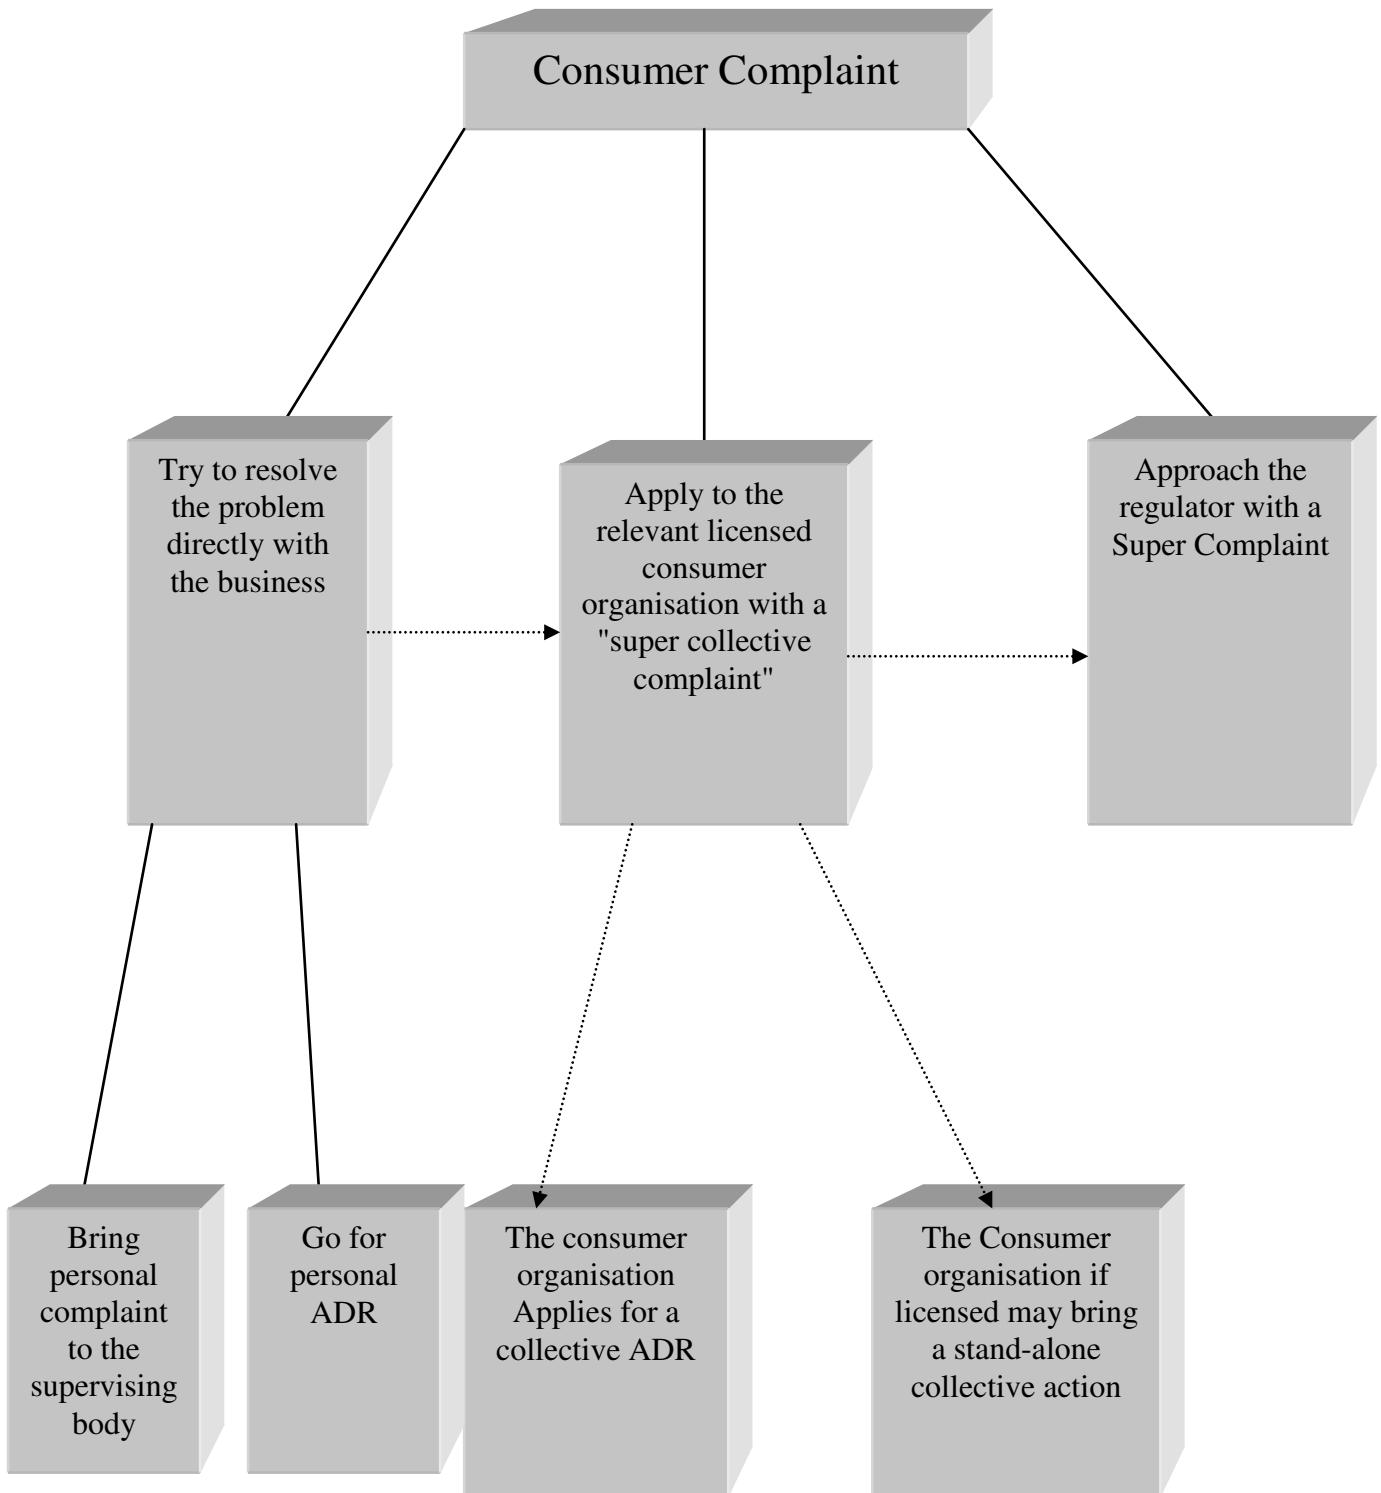 Consumer Complaint
Try to resolve
the problem
directly with
the business
Apply to the
relevant licensed
consumer
organisation with a
"super collective
complaint"
Approach the
regulator with a
Super Complaint
Bring
personal
complaint
to the
supervising
body
Go for
personal
ADR
The consumer
organisation
Applies for a
collective ADR
The Consumer
organisation if
licensed may bring
a stand-alone
collective action